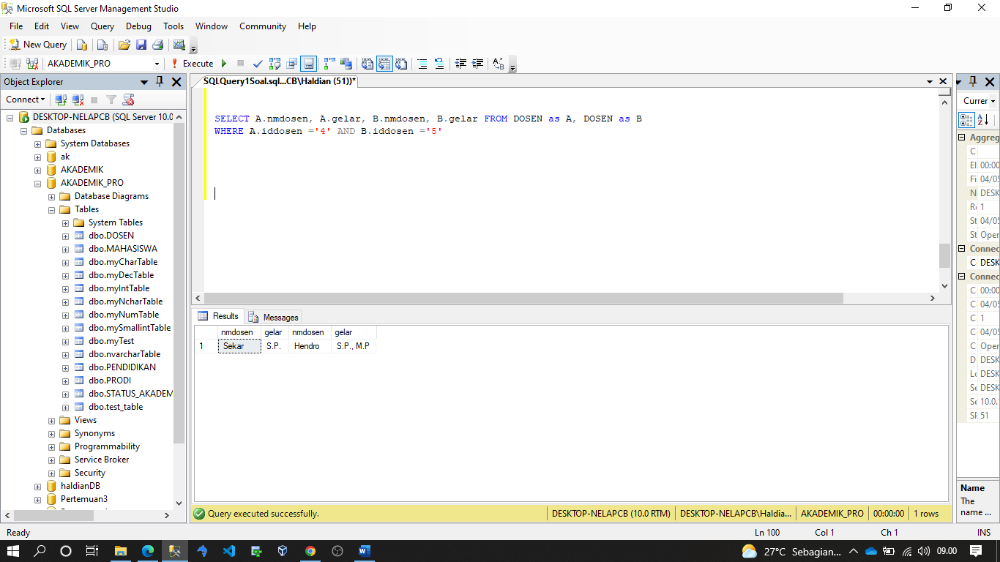 Microsoft SQL Server Management Studio
File Edit View Query Debug Tools Window Community Help
New Query
AKADEMIK_PRO Execute
Object Explorer
Connect
DESKTOP-NELAPCB (SQL Server 10.0
Databases
System Databases
ak
AKADEMIK
AKADEMIK_PRO
Database Diagrams
Tables
System Tables
dbo.DOSEN
dbo.MAHASISWA
dbo.myCharTable
dbo.myDecTable
dbo.myIntTable
dbo.myNcharTable
dbo.myNumTable
dbo.mySmallintTable
dbo.myTest
dbo.nvarcharTable
dbo.PENDIDIKAN
dbo.PRODI
dbo.STATUS_AKADEM
dbo.test_table
Views
Synonyms
Programmability
Service Broker
Security
haldianDB
Pertemuan3
SQLQuery1Soal.sql...CB\Haldian (51))*
SELECT A.nmdosen, A.gelar, B.nmdosen, B.gelar FROM DOSEN as A, DOSEN as B
WHERE A.iddosen ='4' AND B.iddosen ='5'
Results Messages
nmdosen gelar nmdosen gelar
1 Sekar S.P. Hendro S.P., M.P
Query executed successfully. DESKTOP-NELAPCB (10.0 RTM) DESKTOP-NELAPCB\Haldia... AKADEMIK_PRO 00:00:00 1 rows
Currer
Aggreg
C
El 00:00
Fi 04/05
N DESK
1
St 04/05
St Oper
Connec
C DESK
Connec
C 00:00
C 04/05
C 1
C 04/05
C Oper
D DESK
Lo DESK
Se DESK
Se 10.0.
SP 51
Name
The
name ...
Ready Ln 100 Col 1 Ch 1 INS
27°C Sebagian... 09.00